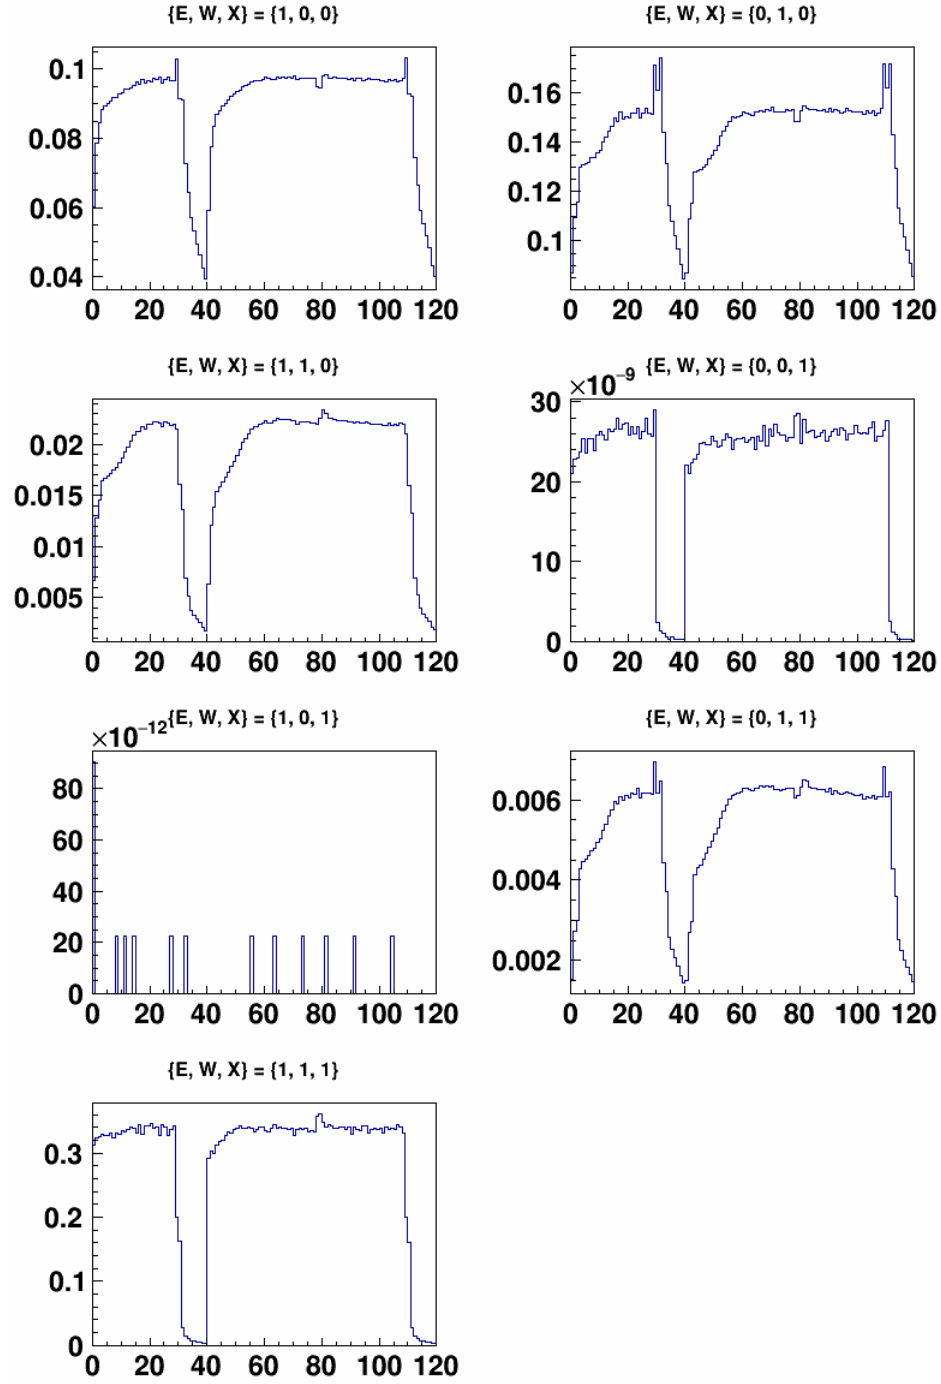 {E, W, X} = {1, 0, 0}
0.1
0.08
0.06
0.04
0 20 40 60 80 100 120
{E, W, X} = {0, 1, 0}
0.16
0.14
0.12
0.1
0 20 40 60 80 100 120
{E, W, X} = {1, 1, 0}
0.02
0.015
0.01
0.005
0 20 40 60 80 100 120
{E, W, X} = {0, 0, 1}
×10⁻⁹
30
20
10
0
0 20 40 60 80 100 120
{E, W, X} = {1, 0, 1}
×10⁻¹²
80
60
40
20
0
0 20 40 60 80 100 120
{E, W, X} = {0, 1, 1}
0.006
0.004
0.002
0 20 40 60 80 100 120
{E, W, X} = {1, 1, 1}
0.3
0.2
0.1
0
0 20 40 60 80 100 120